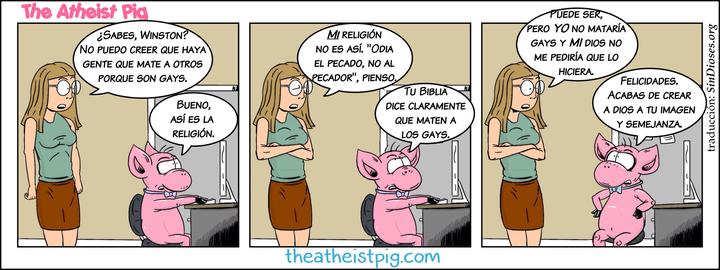 The Atheist Pig
¿Sabes, Winston?
No puedo creer que haya
gente que mate a otros
porque son gays.
Bueno,
así es la
religión.
Mi religión
no es así. "Odia
el pecado, no al
pecador", pienso.
Tu Biblia
dice claramente
que maten a
los gays.
Puede ser,
pero YO no mataría
gays y MI dios no
me pediría que lo
hiciera.
Felicidades.
Acabas de crear
a dios a tu imagen
y semejanza.
traducción: SinDioses.org
theatheistpig.com